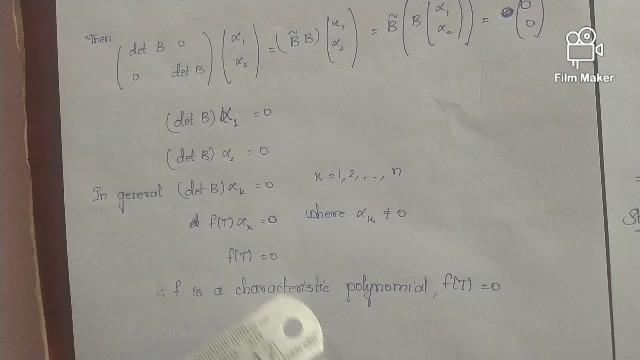 Then
( det B 0 0 det B ) ( α1 α2 ) = ( B̃ B ) ( α1 α2 ) = B̃ ( B ( α1 α2 ) ) = ( 0 0 )
Film Maker
(det B) α1 = 0
(det B) α2 = 0
In general (det B) αk = 0 k = 1, 2, ..., n
f(T) αk = 0 where αk ≠ 0
f(T) = 0
∴ f is a characteristic polynomial, f(T) = 0